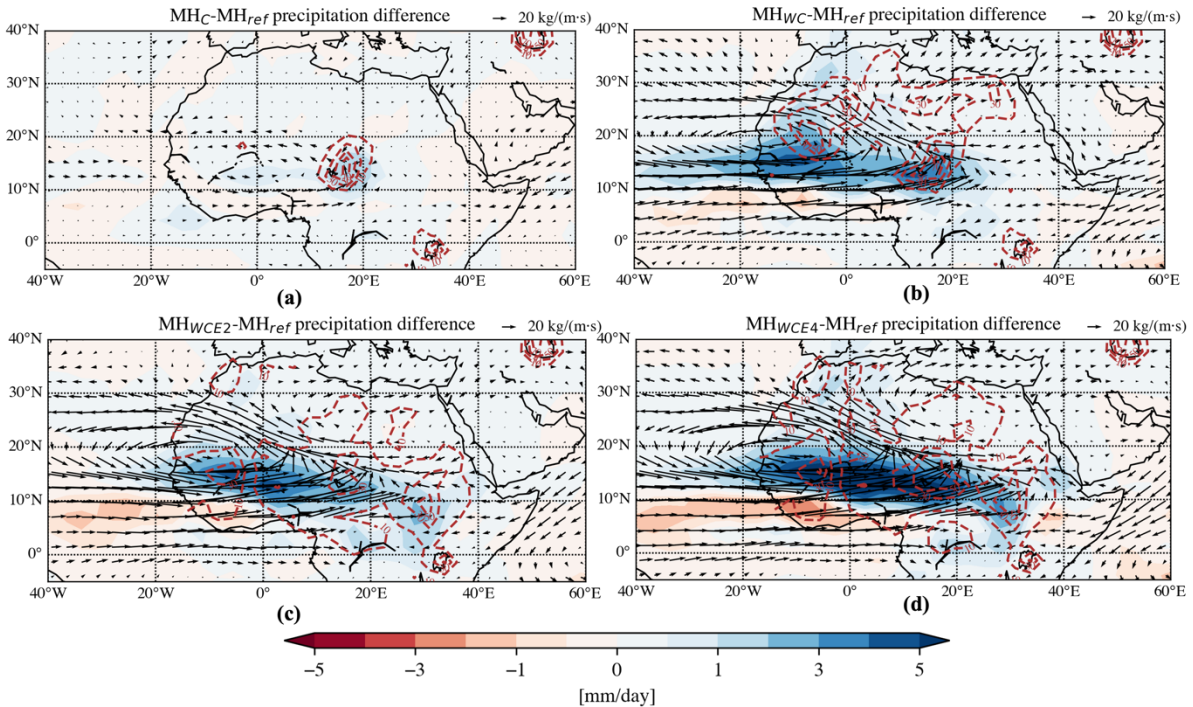 MH_C-MH_ref precipitation difference → 20 kg/(m·s)
40°N
30°N
20°N
10°N
0°
40°W 20°W 0° 20°E 40°E 60°E
(a)
MH_WC-MH_ref precipitation difference → 20 kg/(m·s)
40°N
30°N
20°N
10°N
0°
40°W 20°W 0° 20°E 40°E 60°E
(b)
MH_WCE2-MH_ref precipitation difference → 20 kg/(m·s)
40°N
30°N
20°N
10°N
0°
40°W 20°W 0° 20°E 40°E 60°E
(c)
MH_WCE4-MH_ref precipitation difference → 20 kg/(m·s)
40°N
30°N
20°N
10°N
0°
40°W 20°W 0° 20°E 40°E 60°E
(d)
−5 −3 −1 0 1 3 5
[mm/day]